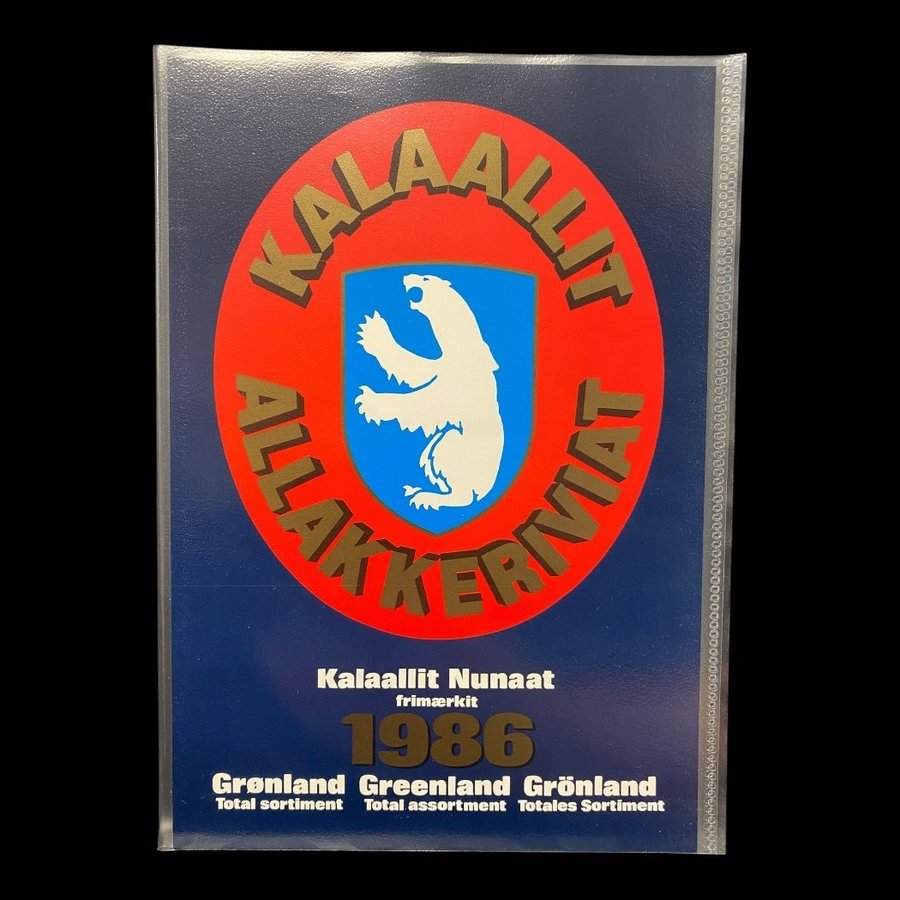 KALAALLIT
ALLAKKERIVIAT
Kalaallit Nunaat
frimærkit
1986
Grønland Greenland Grönland
Total sortiment Total assortment Totales Sortiment